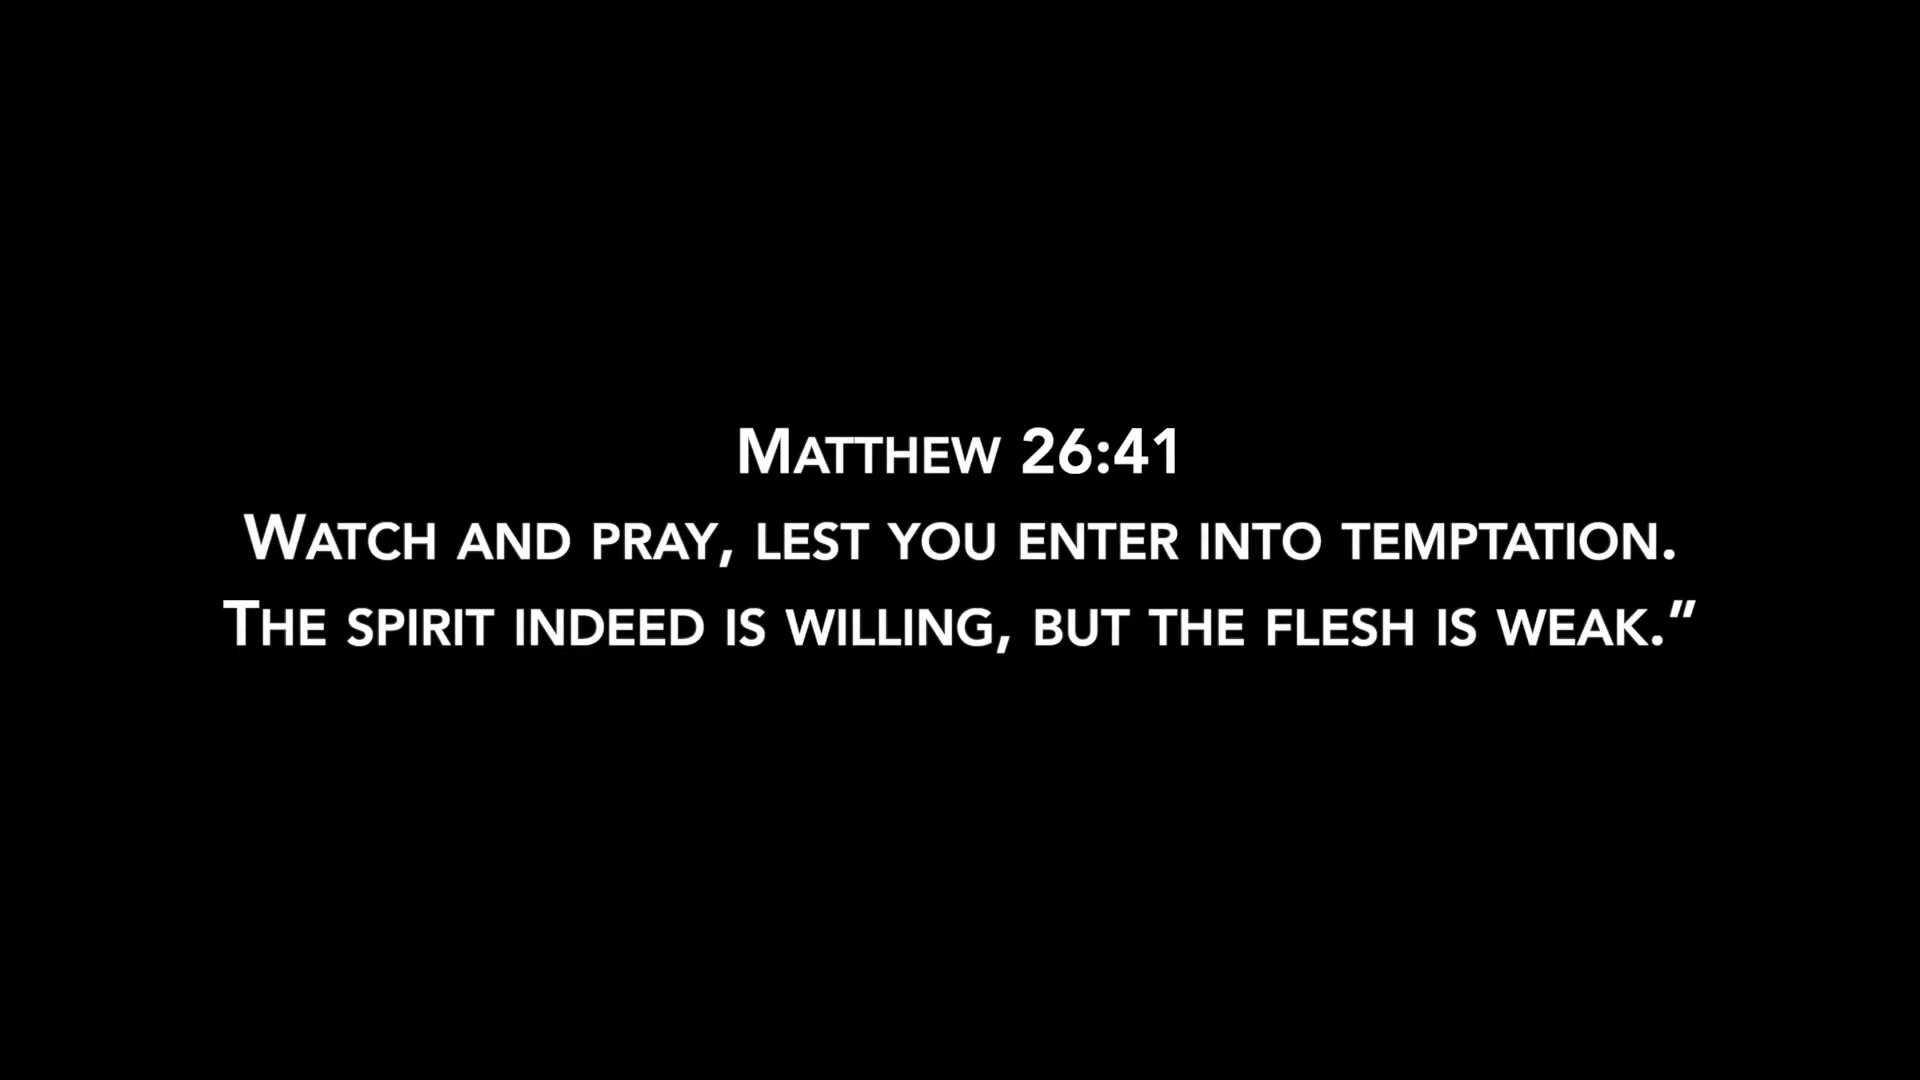 Matthew 26:41
Watch and pray, lest you enter into temptation.
The spirit indeed is willing, but the flesh is weak.”